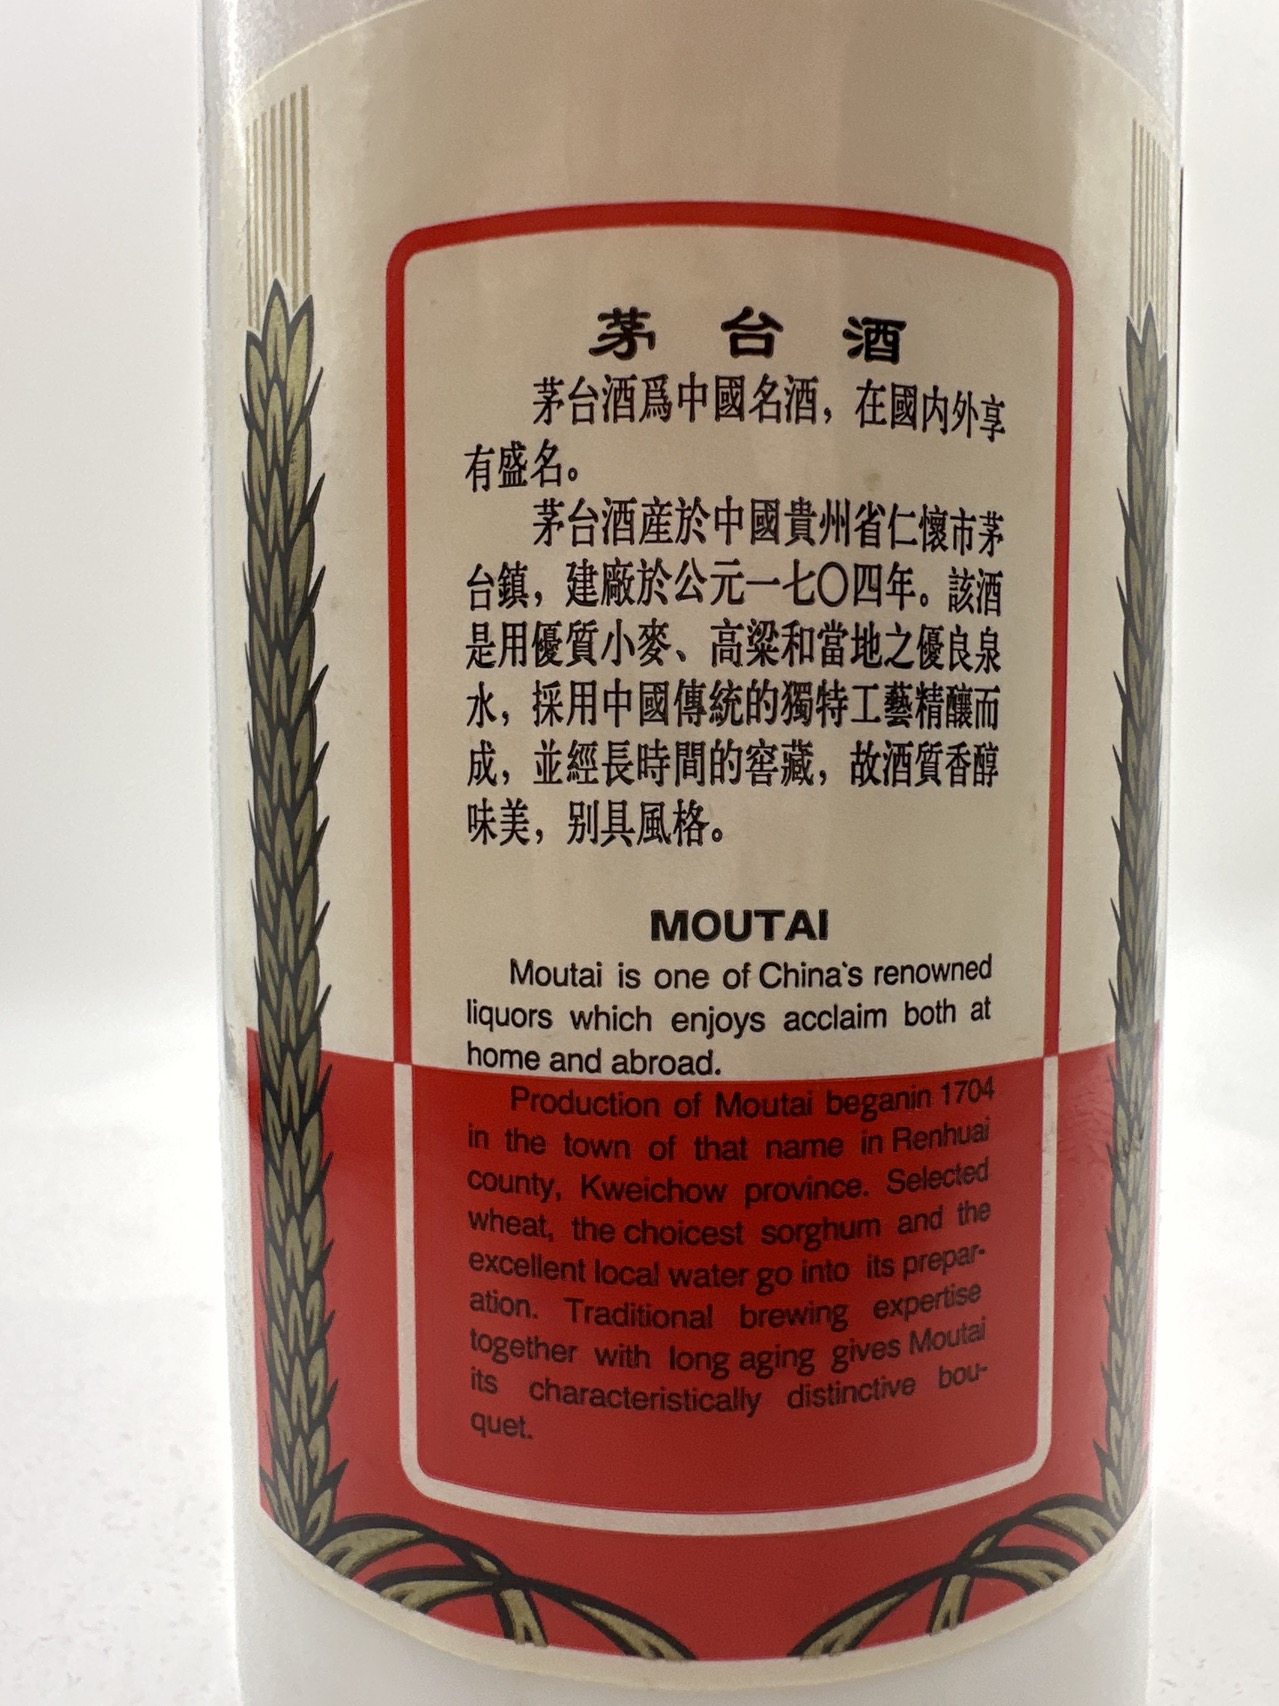 茅台酒
茅台酒爲中國名酒，在國内外享
有盛名。
茅台酒産於中國貴州省仁懷市茅
台鎮，建廠於公元一七〇四年。該酒
是用優質小麥、高粱和當地之優良泉
水，採用中國傳統的獨特工藝精釀而
成，並經長時間的窖藏，故酒質香醇
味美，别具風格。
MOUTAI
Moutai is one of China's renowned
liquors which enjoys acclaim both at
home and abroad.
Production of Moutai beganin 1704
in the town of that name in Renhuai
county, Kweichow province. Selected
wheat, the choicest sorghum and the
excellent local water go into its prepar-
ation. Traditional brewing expertise
together with long aging gives Moutai
its characteristically distinctive bou-
quet.